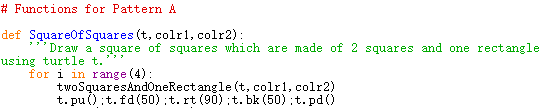 # Functions for Pattern A
def SquareOfSquares(t,colr1,colr2):
    '''Draw a square of squares which are made of 2 squares and one rectangle
using turtle t.'''
    for i in range(4):
        twoSquaresAndOneRectangle(t,colr1,colr2)
        t.pu();t.fd(50);t.rt(90);t.bk(50);t.pd()